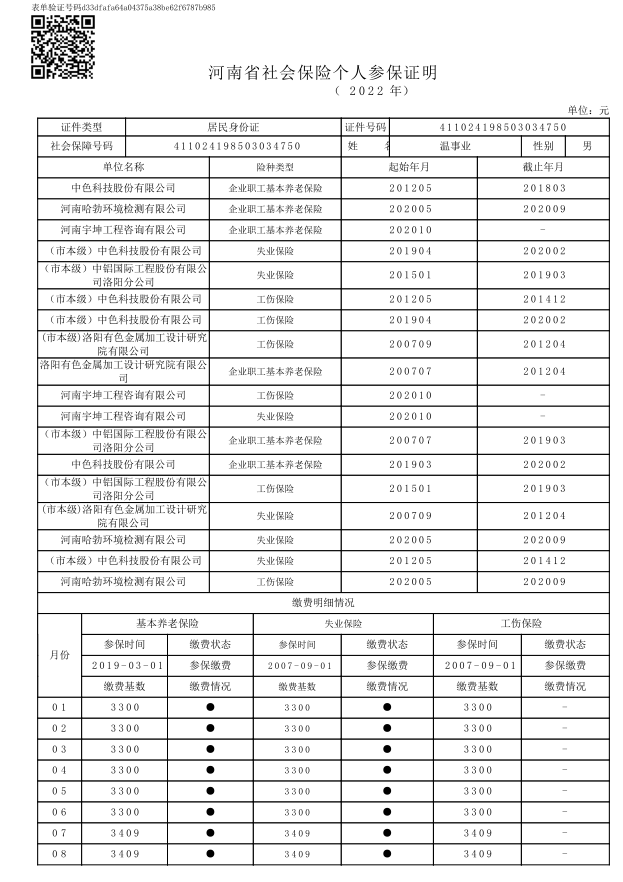 表单验证号码d33dfafa64a04375a38be62f6787b985
河南省社会保险个人参保证明
（ 2022 年）
单位：元
证件类型 居民身份证 证件号码 411024198503034750
社会保障号码 411024198503034750 姓 名 温事业 性别 男
单位名称 险种类型 起始年月 截止年月
中色科技股份有限公司 企业职工基本养老保险 201205 201803
河南哈勃环境检测有限公司 企业职工基本养老保险 202005 202009
河南宇坤工程咨询有限公司 企业职工基本养老保险 202010 -
（市本级）中色科技股份有限公司 失业保险 201904 202002
（市本级）中铝国际工程股份有限公
司洛阳分公司 失业保险 201501 201903
（市本级）中色科技股份有限公司 工伤保险 201205 201412
（市本级）中色科技股份有限公司 工伤保险 201904 202002
(市本级)洛阳有色金属加工设计研究
院有限公司 工伤保险 200709 201204
洛阳有色金属加工设计研究院有限公
司 企业职工基本养老保险 200707 201204
河南宇坤工程咨询有限公司 工伤保险 202010 -
河南宇坤工程咨询有限公司 失业保险 202010 -
（市本级）中铝国际工程股份有限公
司洛阳分公司 企业职工基本养老保险 200707 201903
中色科技股份有限公司 企业职工基本养老保险 201903 202002
（市本级）中铝国际工程股份有限公
司洛阳分公司 工伤保险 201501 201903
(市本级)洛阳有色金属加工设计研究
院有限公司 失业保险 200709 201204
河南哈勃环境检测有限公司 失业保险 202005 202009
（市本级）中色科技股份有限公司 失业保险 201205 201412
河南哈勃环境检测有限公司 工伤保险 202005 202009
缴费明细情况
月份 基本养老保险 失业保险 工伤保险
参保时间 缴费状态 参保时间 缴费状态 参保时间 缴费状态
2019-03-01 参保缴费 2007-09-01 参保缴费 2007-09-01 参保缴费
缴费基数 缴费情况 缴费基数 缴费情况 缴费基数 缴费情况
01 3300 ● 3300 ● 3300 -
02 3300 ● 3300 ● 3300 -
03 3300 ● 3300 ● 3300 -
04 3300 ● 3300 ● 3300 -
05 3300 ● 3300 ● 3300 -
06 3300 ● 3300 ● 3300 -
07 3409 ● 3409 ● 3409 -
08 3409 ● 3409 ● 3409 -